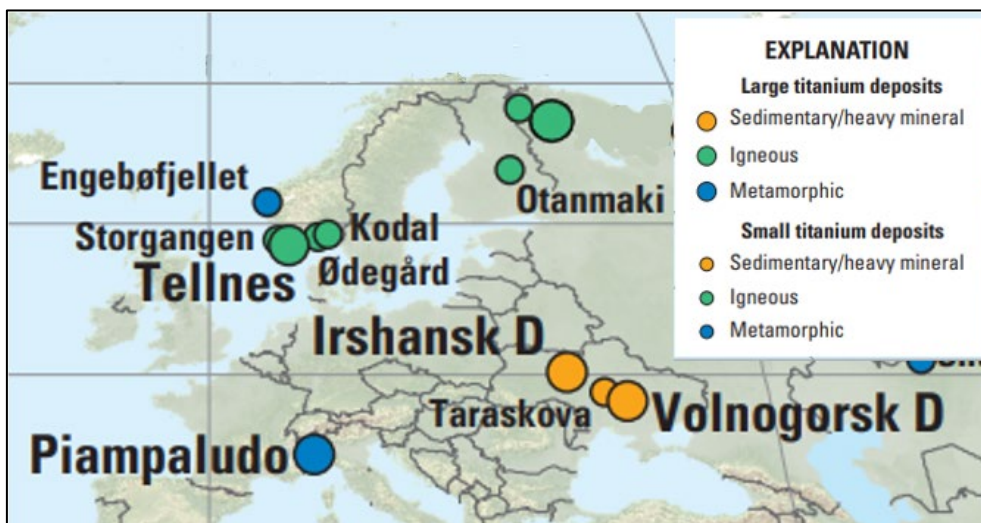 EXPLANATION
Large titanium deposits
Sedimentary/heavy mineral
Igneous
Metamorphic
Small titanium deposits
Sedimentary/heavy mineral
Igneous
Metamorphic
Engebøfjellet
Otanmaki
Storgangen
Kodal
Tellnes
Ødegård
Irshansk D
Taraskova
Volnogorsk D
Piampaludo